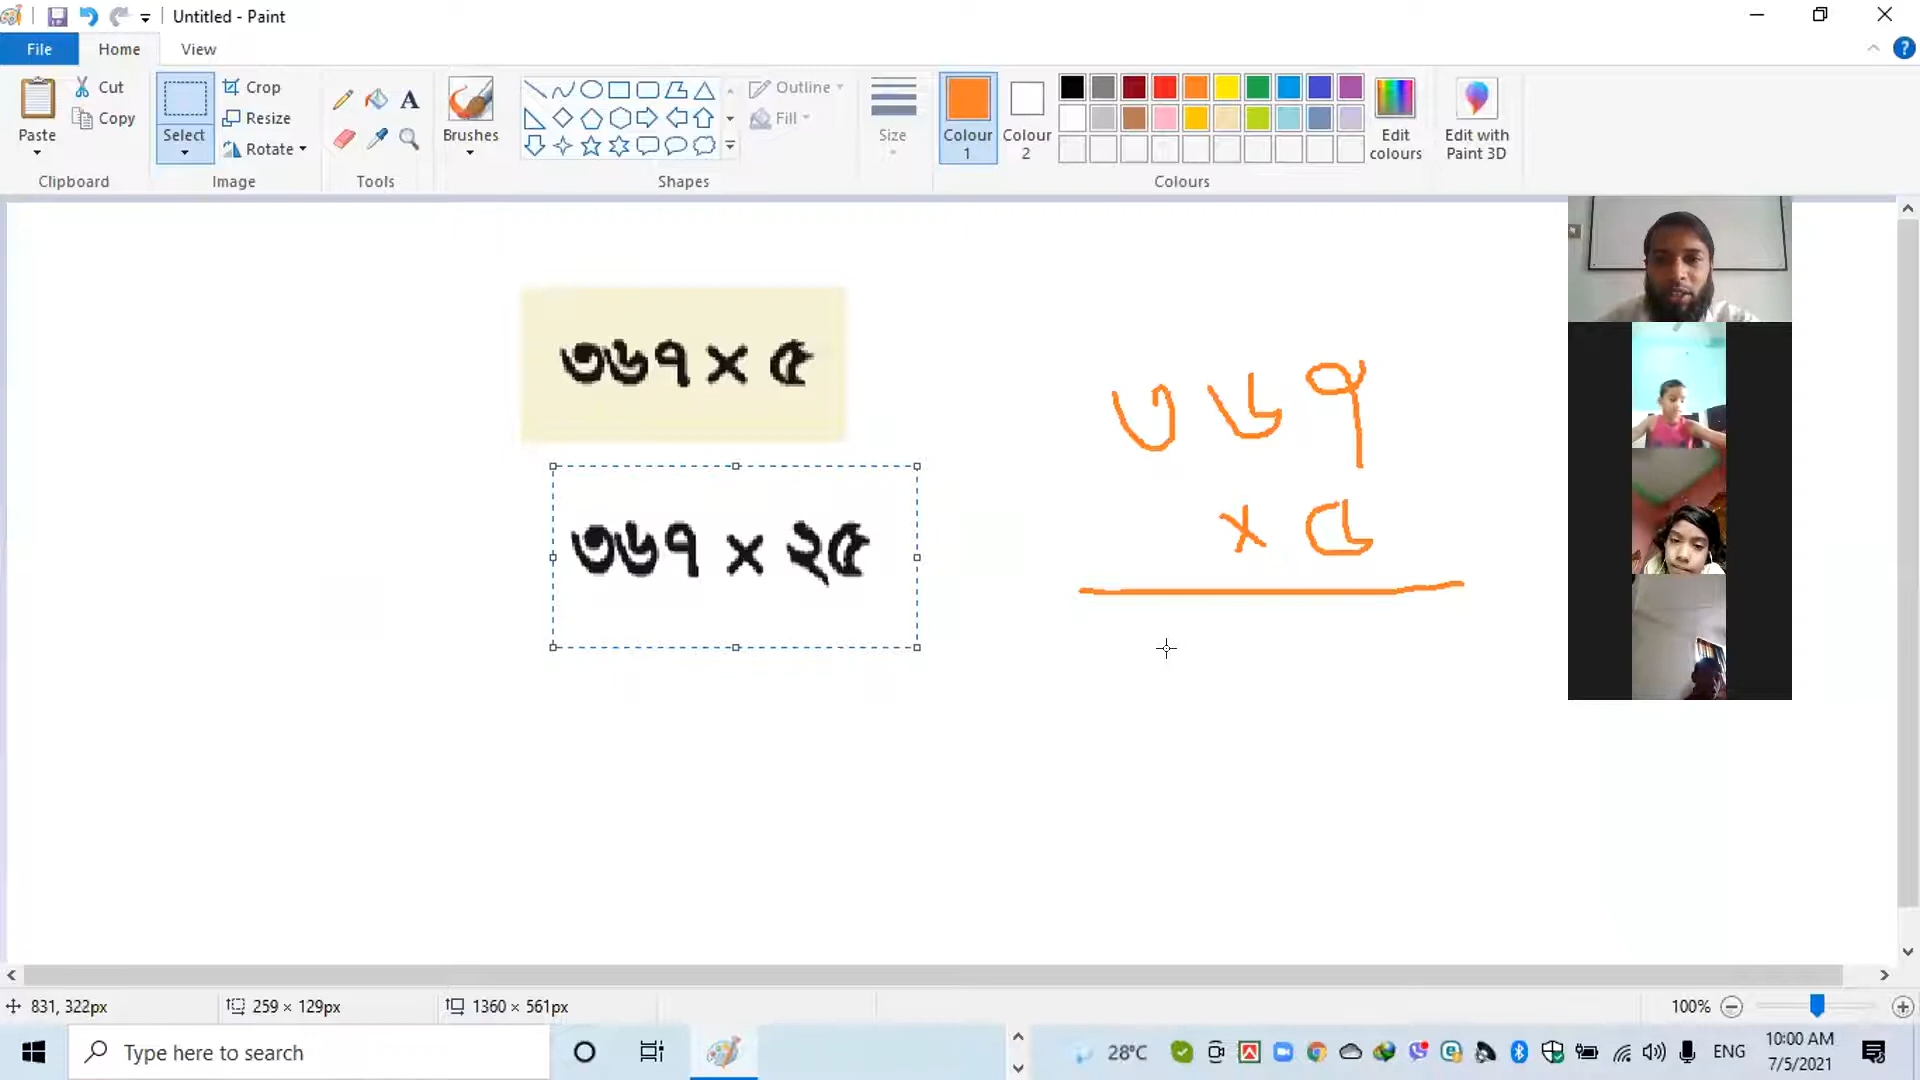 Untitled - Paint
File Home View
Paste Cut Copy Select Crop Resize Rotate Brushes Outline Fill Size Colour 1 Colour 2 Edit colours Edit with Paint 3D
Clipboard Image Tools Shapes Colours
৩৬৭ × ৫
৩৬৭ × ২৫
৩৬৭
× ৫
831, 322px 259 × 129px 1360 × 561px 100%
Type here to search 28°C ENG 10:00 AM
7/5/2021